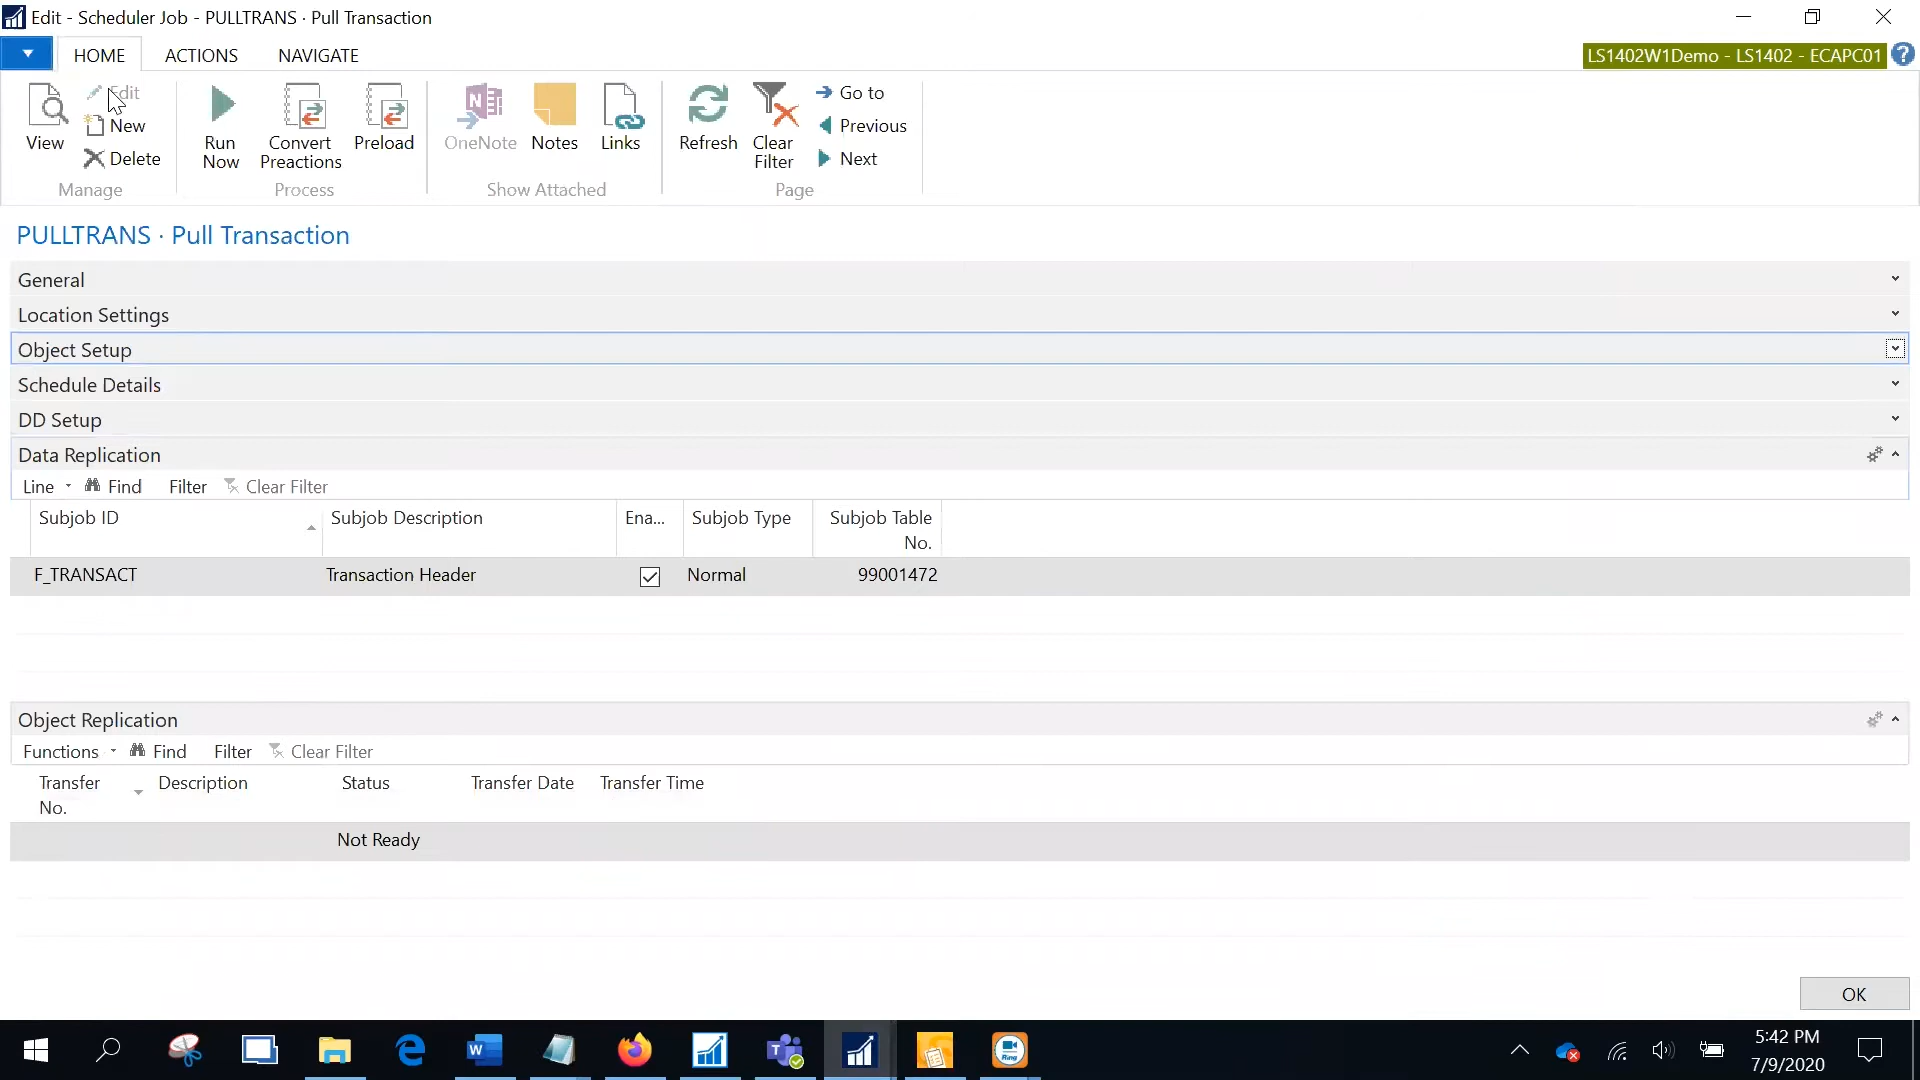 Edit - Scheduler Job - PULLTRANS · Pull Transaction
HOME ACTIONS NAVIGATE
LS1402W1Demo - LS1402 - ECAPC01 ?
View
Edit
New
Delete
Manage
Run Now
Convert Preactions
Preload
Process
OneNote
Notes
Links
Show Attached
Refresh
Clear Filter
Go to
Previous
Next
Page
PULLTRANS · Pull Transaction
General
Location Settings
Object Setup
Schedule Details
DD Setup
Data Replication
Line Find Filter Clear Filter
Subjob ID Subjob Description Ena... Subjob Type Subjob Table No.
F_TRANSACT Transaction Header Normal 99001472
Object Replication
Functions Find Filter Clear Filter
Transfer No. Description Status Transfer Date Transfer Time
Not Ready
OK
W
Ring
5:42 PM
7/9/2020